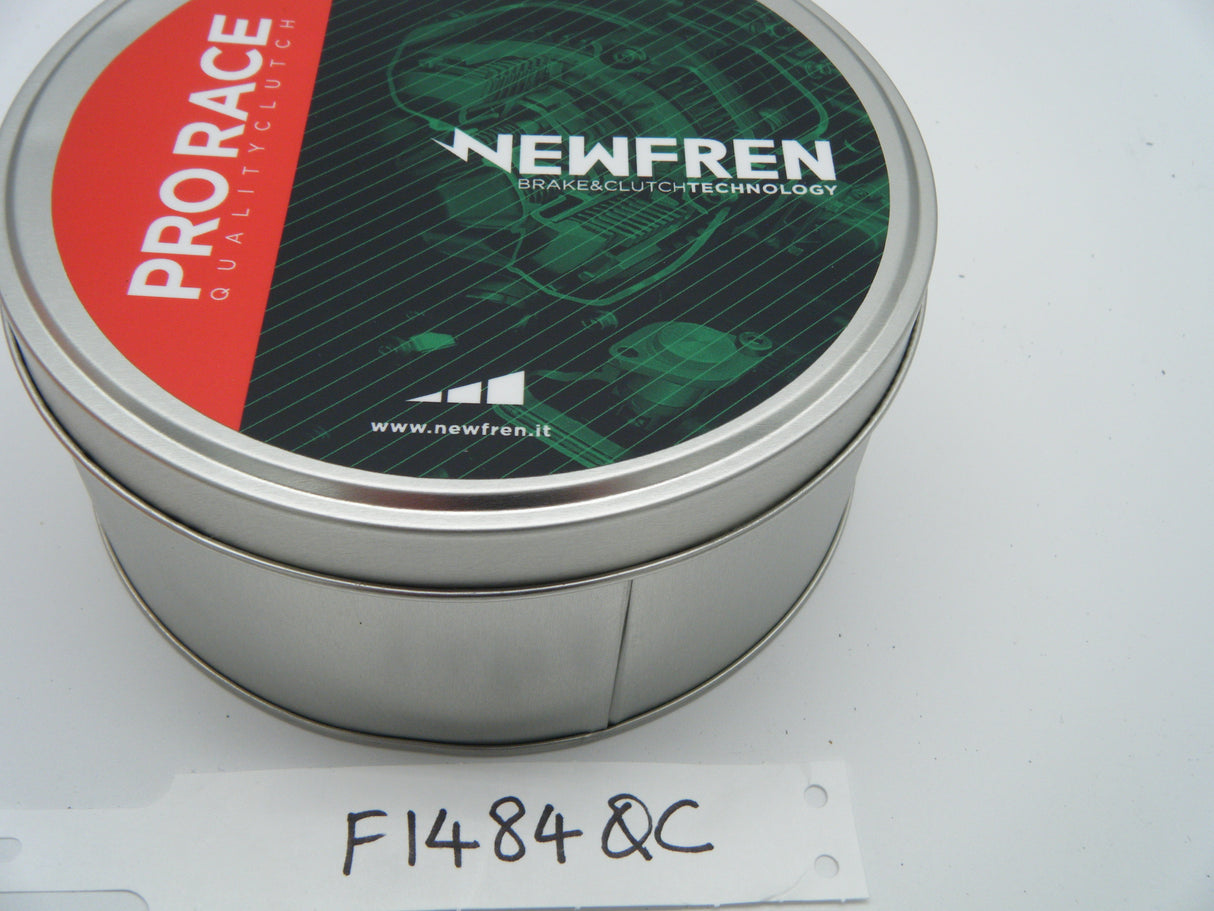 PRORACE
QUALITYCLUTCH
NEWFREN
BRAKE&CLUTCHTECHNOLOGY
www.newfren.it
F1484QC